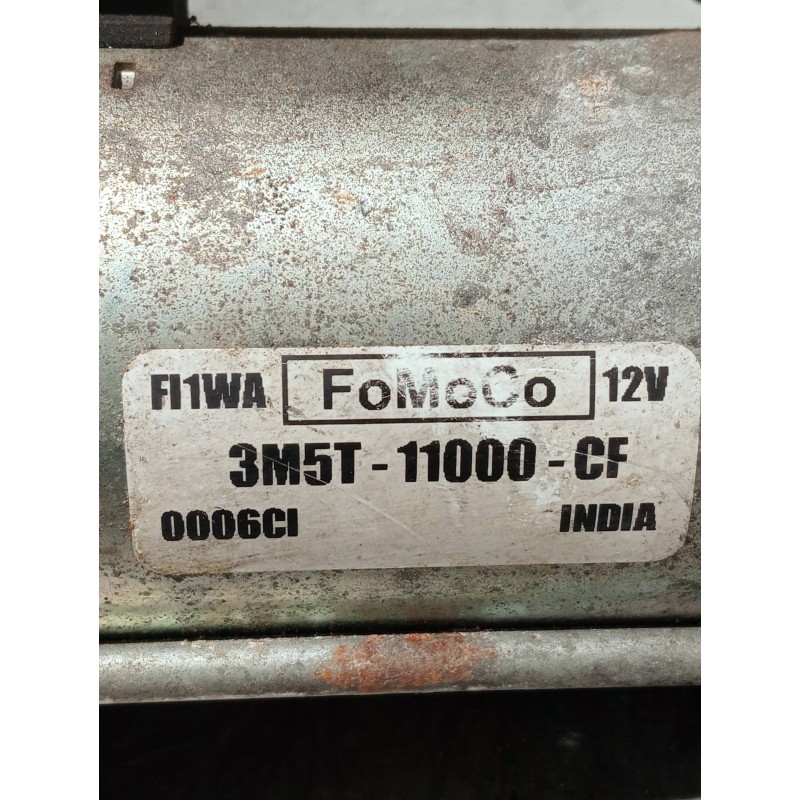 FI1WA FoMoCo 12V
3M5T - 11000 - CF
0006CI INDIA